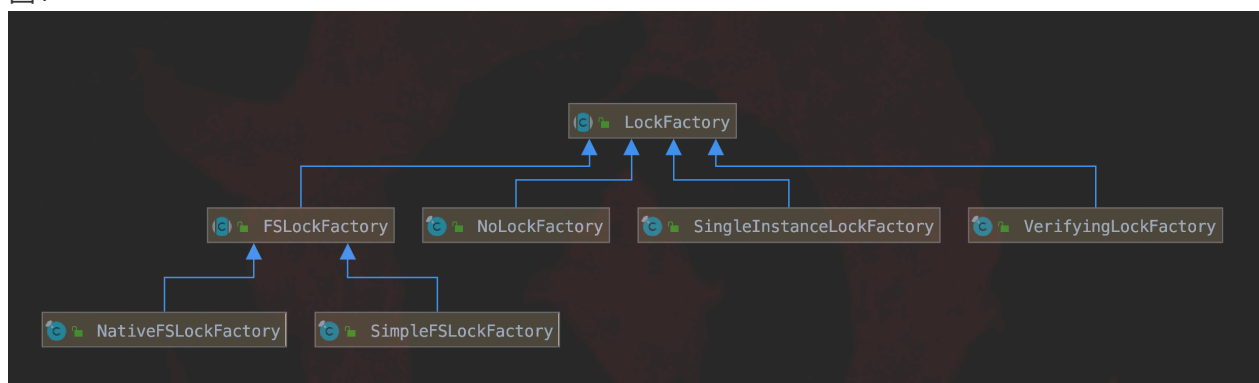 LockFactory
FSLockFactory
NoLockFactory
SingleInstanceLockFactory
VerifyingLockFactory
NativeFSLockFactory
SimpleFSLockFactory